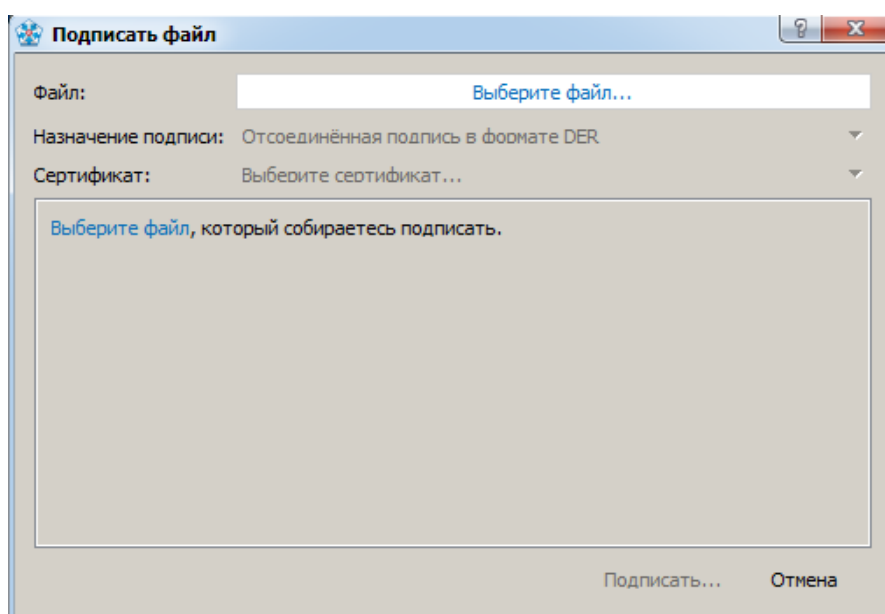 Подписать файл
Файл: Выберите файл...
Назначение подписи: Отсоединённая подпись в формате DER
Сертификат: Выберите сертификат...
Выберите файл, который собираетесь подписать.
Подписать... Отмена